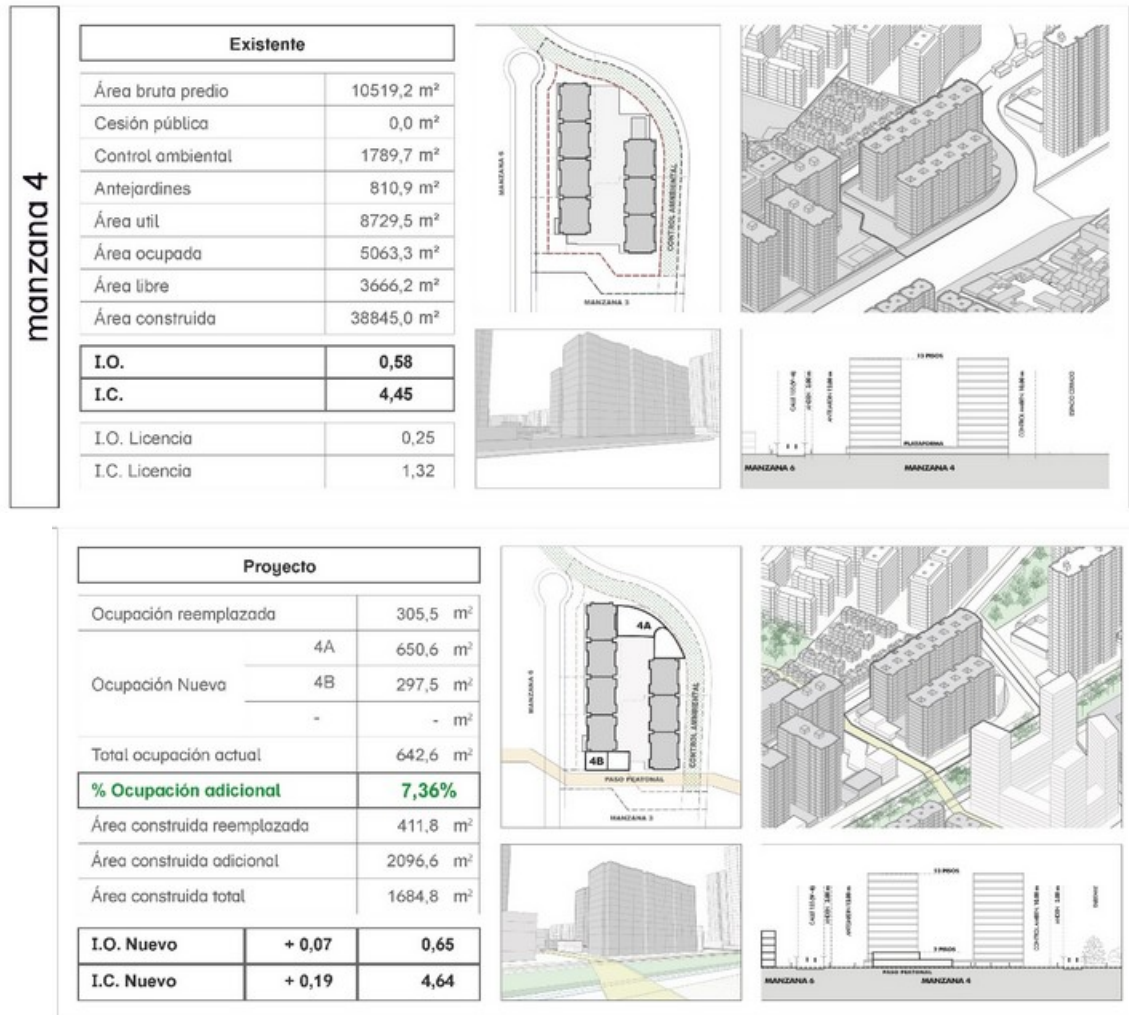 manzana 4
Existente
Área bruta predio 10519,2 m²
Cesión pública 0,0 m²
Control ambiental 1789,7 m²
Antejardines 810,9 m²
Área util 8729,5 m²
Área ocupada 5063,3 m²
Área libre 3666,2 m²
Área construida 38845,0 m²
I.O. 0,58
I.C. 4,45
I.O. Licencia 0,25
I.C. Licencia 1,32
MANZANA 6
CONTROL AMBIENTAL
MANZANA 3
13 PISOS
PLATAFORMA
MANZANA 6
MANZANA 4
Proyecto
Ocupación reemplazada 305,5 m²
Ocupación Nueva
4A 650,6 m²
4B 297,5 m²
- - m²
Total ocupación actual 642,6 m²
% Ocupación adicional 7,36%
Área construida reemplazada 411,8 m²
Área construida adicional 2096,6 m²
Área construida total 1684,8 m²
I.O. Nuevo + 0,07 0,65
I.C. Nuevo + 0,19 4,64
4A
MANZANA 6
CONTROL AMBIENTAL
4B
PASO PEATONAL
MANZANA 3
13 PISOS
3 PISOS
PASO PEATONAL
MANZANA 6
MANZANA 4